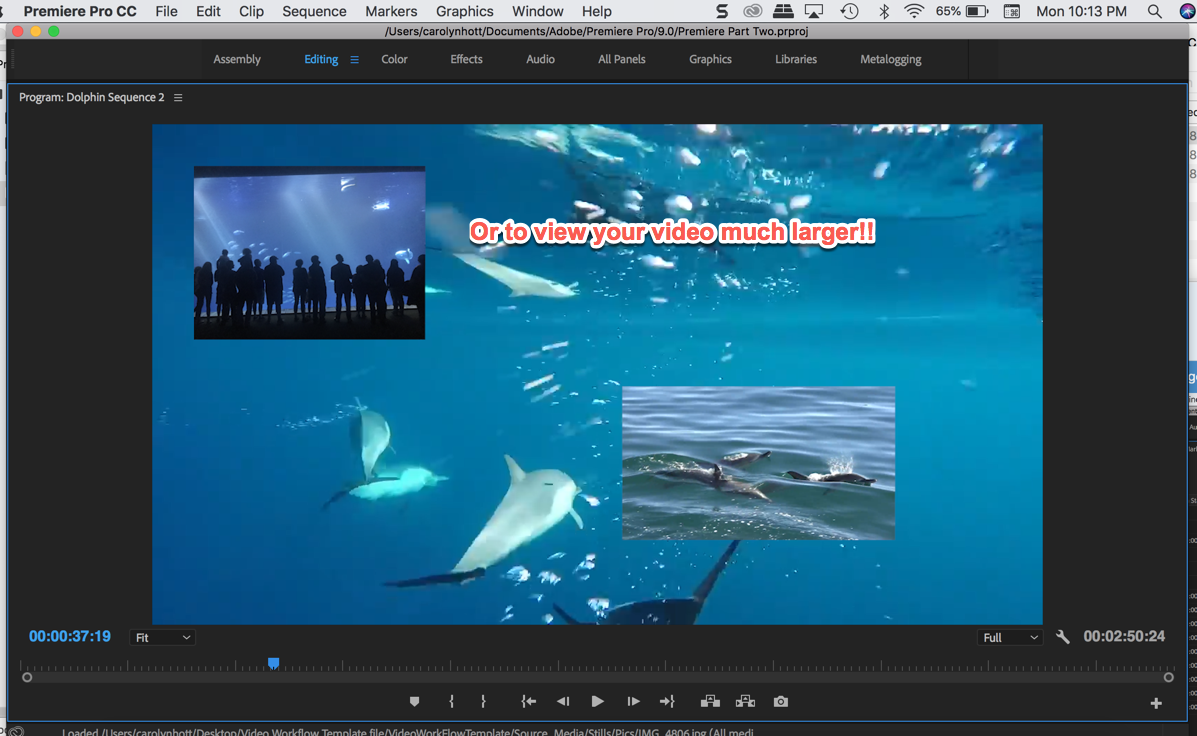 Premiere Pro CC File Edit Clip Sequence Markers Graphics Window Help 65% Mon 10:13 PM
/Users/carolynhott/Documents/Adobe/Premiere Pro/9.0/Premiere Part Two.prproj
Assembly Editing Color Effects Audio All Panels Graphics Libraries Metalogging
Program: Dolphin Sequence 2
Or to view your video much larger!!
00:00:37:19 Fit Full 00:02:50:24
Loaded /Users/carolynhott/Desktop/Video Workflow Template file/VideoWorkFlowTemplate/Source_Media/Stills/Pics/IMG_4806.jpg (All medi